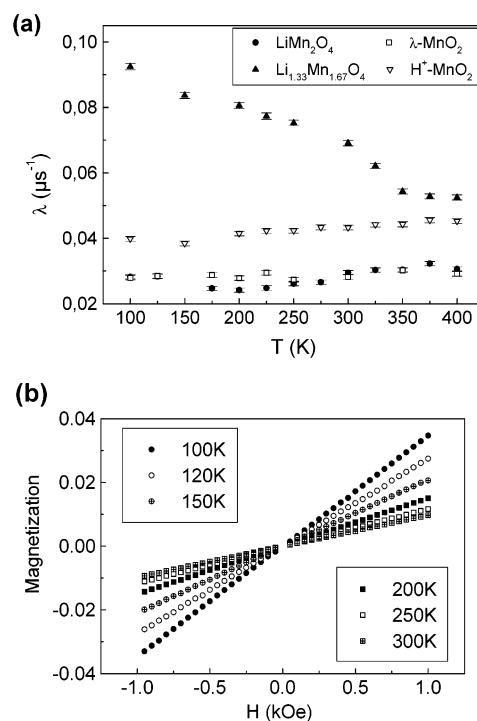 (a)
0,10
0,08
0,06
0,04
0,02
λ (μs⁻¹)
LiMn₂O₄
λ-MnO₂
Li₁.₃₃Mn₁.₆₇O₄
H⁺-MnO₂
100 150 200 250 300 350 400
T (K)
(b)
0.04
0.02
0.00
-0.02
-0.04
Magnetization
100K
120K
150K
200K
250K
300K
-1.0 -0.5 0.0 0.5 1.0
H (kOe)